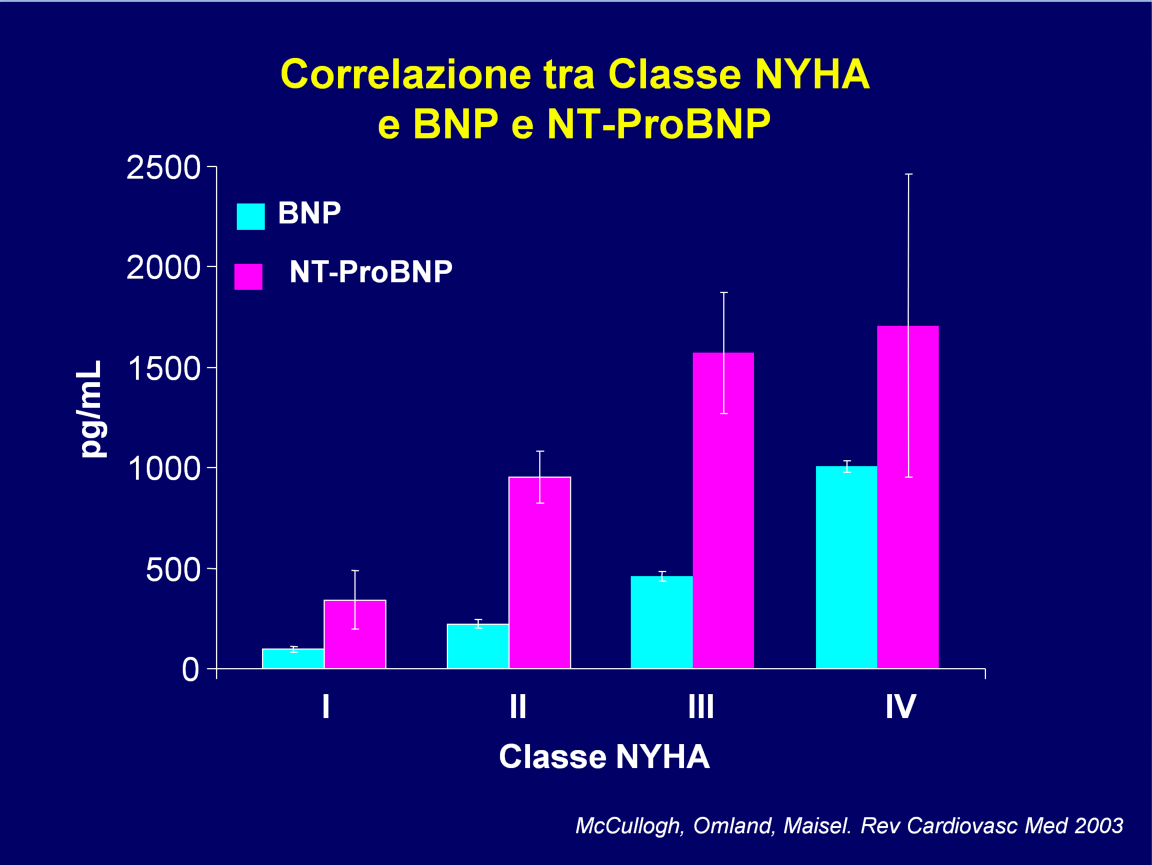 Correlazione tra Classe NYHA
e BNP e NT-ProBNP
2500
BNP
2000
NT-ProBNP
pg/mL
1500
1000
500
0
I II III IV
Classe NYHA
McCullogh, Omland, Maisel. Rev Cardiovasc Med 2003